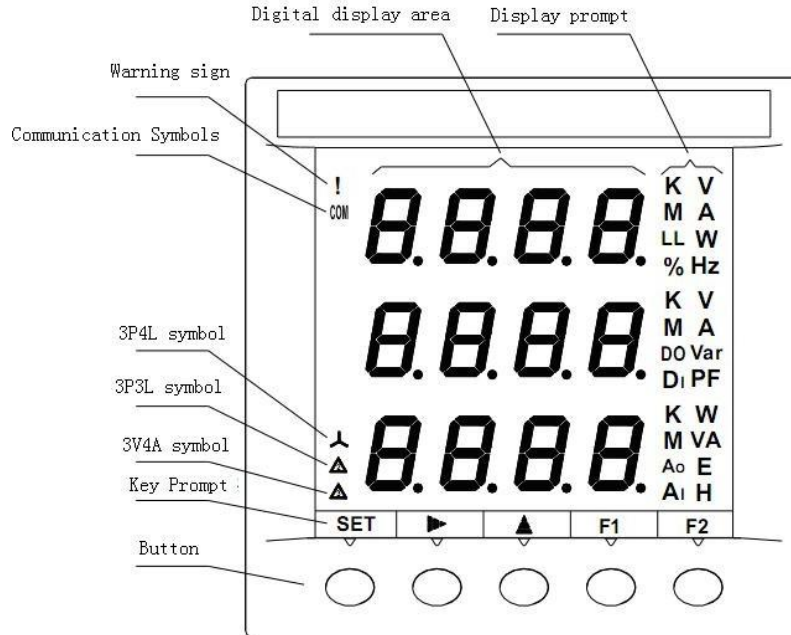 Digital display area
Display prompt
Warning sign
Communication Symbols
!
COM
8.8.8.8.
K V
M A
LL W
% Hz
8.8.8.8.
K V
M A
DO Var
DI PF
3P4L symbol
3P3L symbol
3V4A symbol
Key Prompt
8.8.8.8.
K W
M VA
AO E
AI H
SET
F1
F2
Button